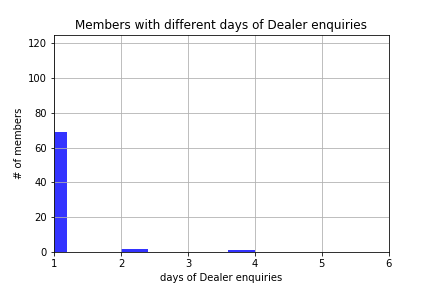 Members with different days of Dealer enquiries
120
100
80
60
40
20
0
# of members
1 2 3 4 5 6
days of Dealer enquiries